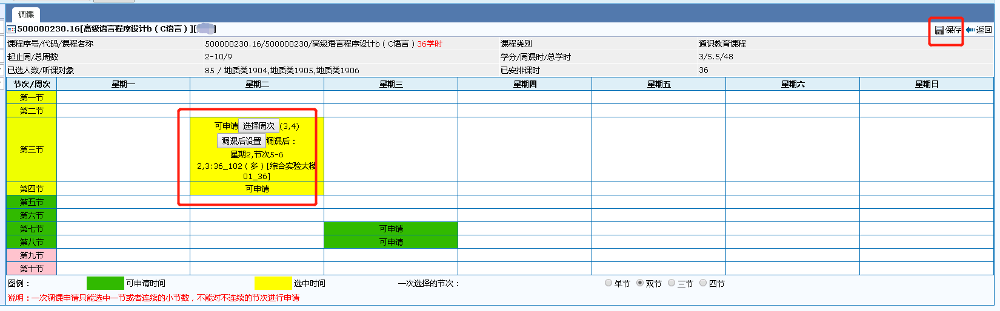 调课
500000230.16[高级语言程序设计b（C语言）][ ]
保存 返回
课程序号/代码/课程名称 500000230.16/500000230/高级语言程序设计b（C语言）36学时 课程类别 通识教育课程
起止周/总周数 2-10/9 学分/周课时/总学时 3/5.5/48
已选人数/听课对象 85 / 地质类1904,地质类1905,地质类1906 已安排课时 36
节次/周次 星期一 星期二 星期三 星期四 星期五 星期六 星期日
第一节
第二节
第三节
可申请 选择周次 (3,4)
调课后设置 调课后：
星期2,节次5-6
2,3:36_102（多）[综合实验大楼
01_36]
第四节 可申请
第五节
第六节
第七节 可申请
第八节 可申请
第九节
第十节
图例： 可申请时间 选中时间 一次选择的节次： 单节 双节 三节 四节
说明：一次调课申请只能选中一节或者连续的小节数，不能对不连续的节次进行申请